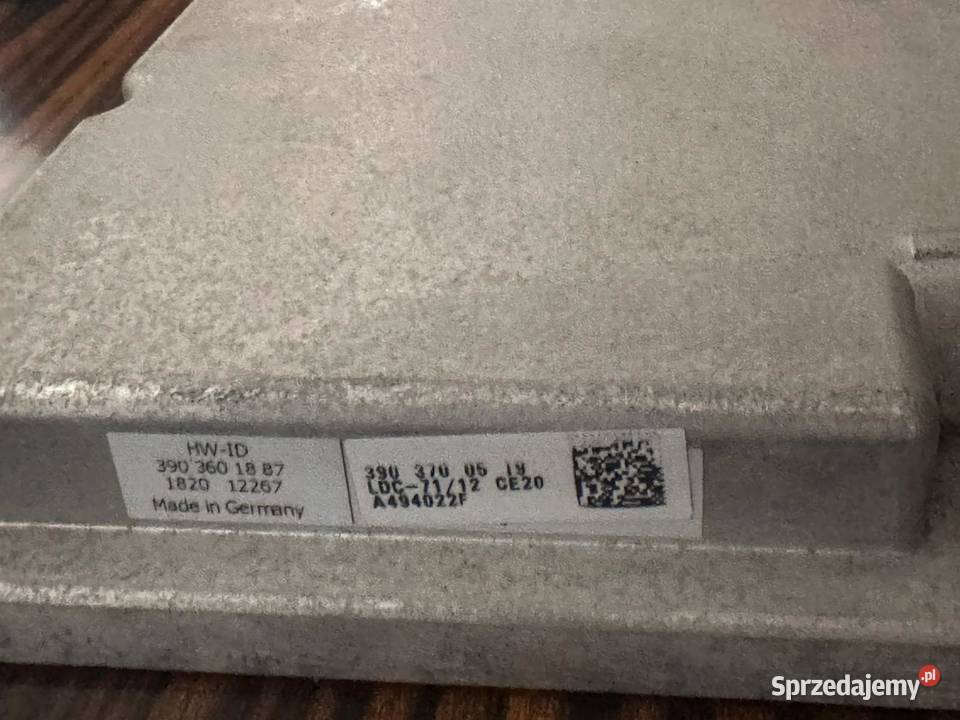 HW-ID
390 360 18 87
1820 12267
Made in Germany
390 370 05 19
LDC-71/12 CE20
A494022F
Sprzedajemy.pl